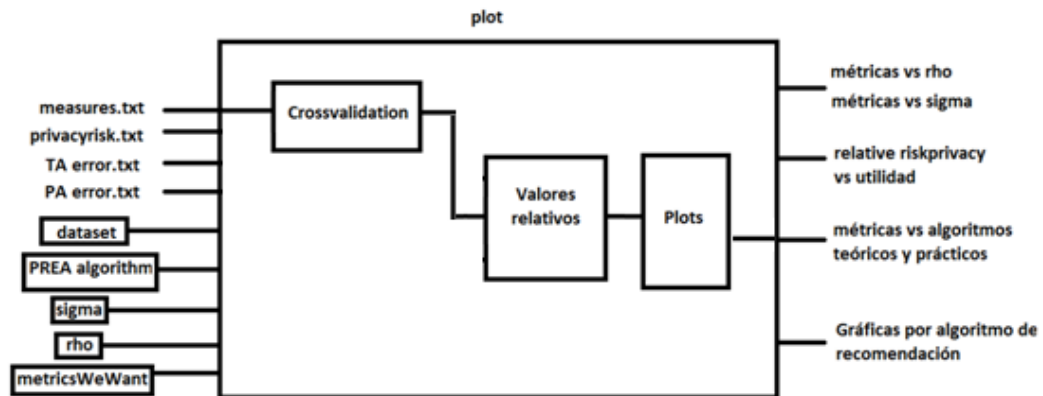 plot
measures.txt
privacyrisk.txt
TA error.txt
PA error.txt
dataset
PREA algorithm
sigma
rho
metricsWeWant
Crossvalidation
Valores
relativos
Plots
métricas vs rho
métricas vs sigma
relative riskprivacy
vs utilidad
métricas vs algoritmos
teóricos y prácticos
Gráficas por algoritmo de
recomendación